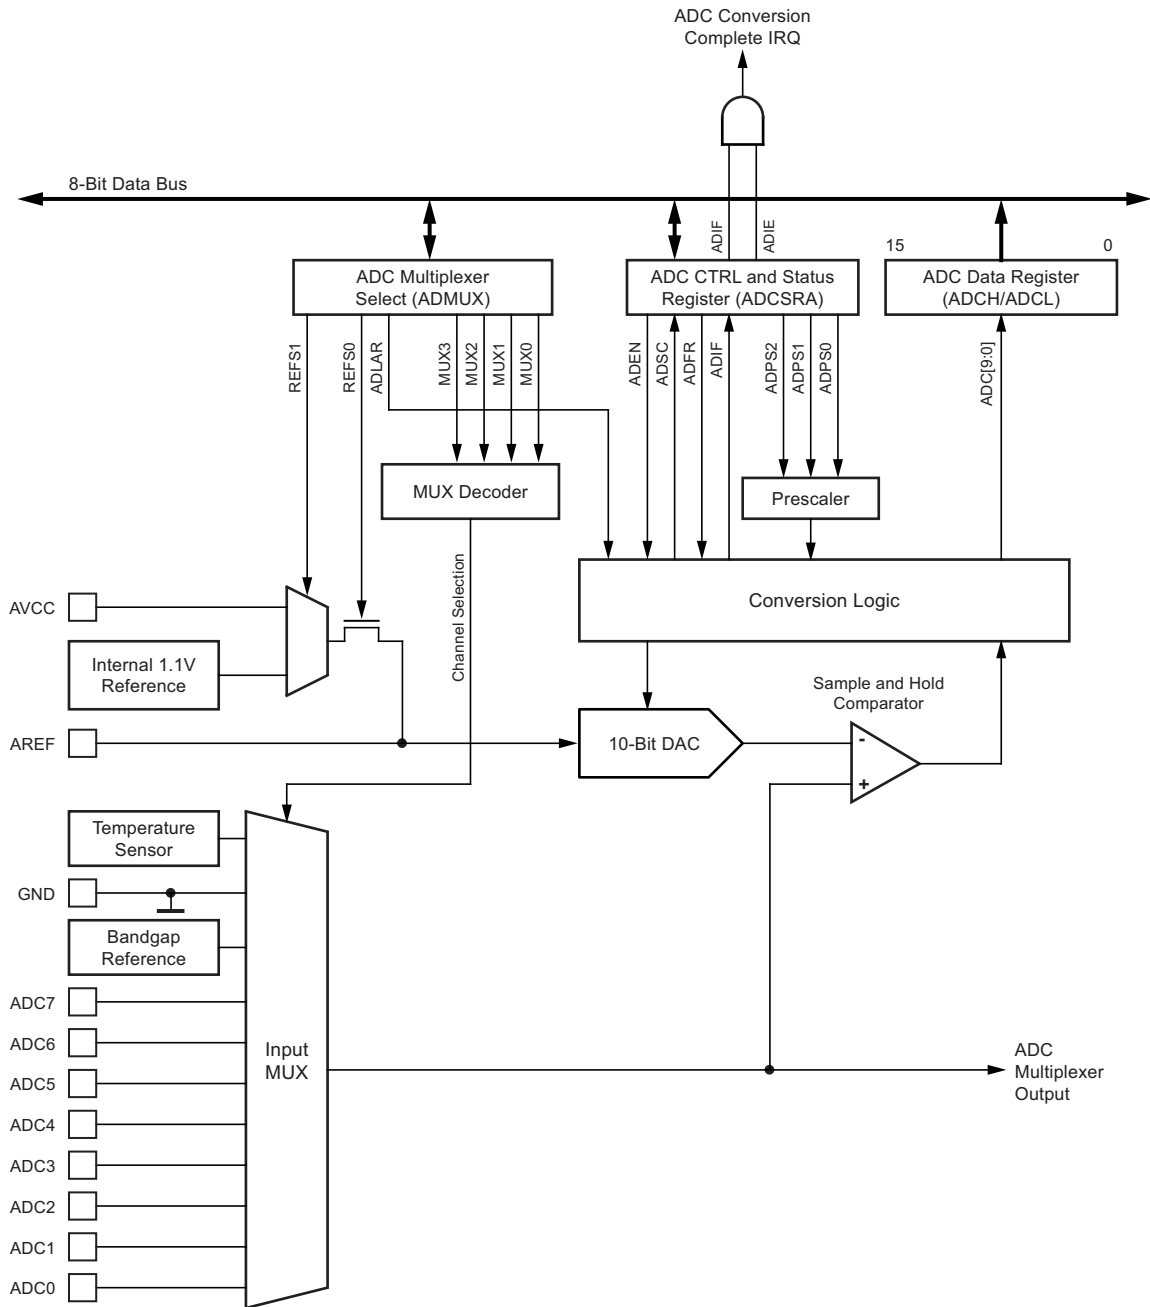 ADC Conversion
Complete IRQ
8-Bit Data Bus
ADIF
ADIE
15
0
ADC Multiplexer
Select (ADMUX)
ADC CTRL and Status
Register (ADCSRA)
ADC Data Register
(ADCH/ADCL)
REFS1
REFS0
ADLAR
MUX3
MUX2
MUX1
MUX0
ADEN
ADSC
ADFR
ADIF
ADPS2
ADPS1
ADPS0
ADC[9:0]
MUX Decoder
Prescaler
Channel Selection
Conversion Logic
AVCC
Internal 1.1V
Reference
Sample and Hold
Comparator
AREF
10-Bit DAC
-
+
Temperature
Sensor
GND
Bandgap
Reference
ADC7
ADC6
ADC5
ADC4
ADC3
ADC2
ADC1
ADC0
Input
MUX
ADC
Multiplexer
Output